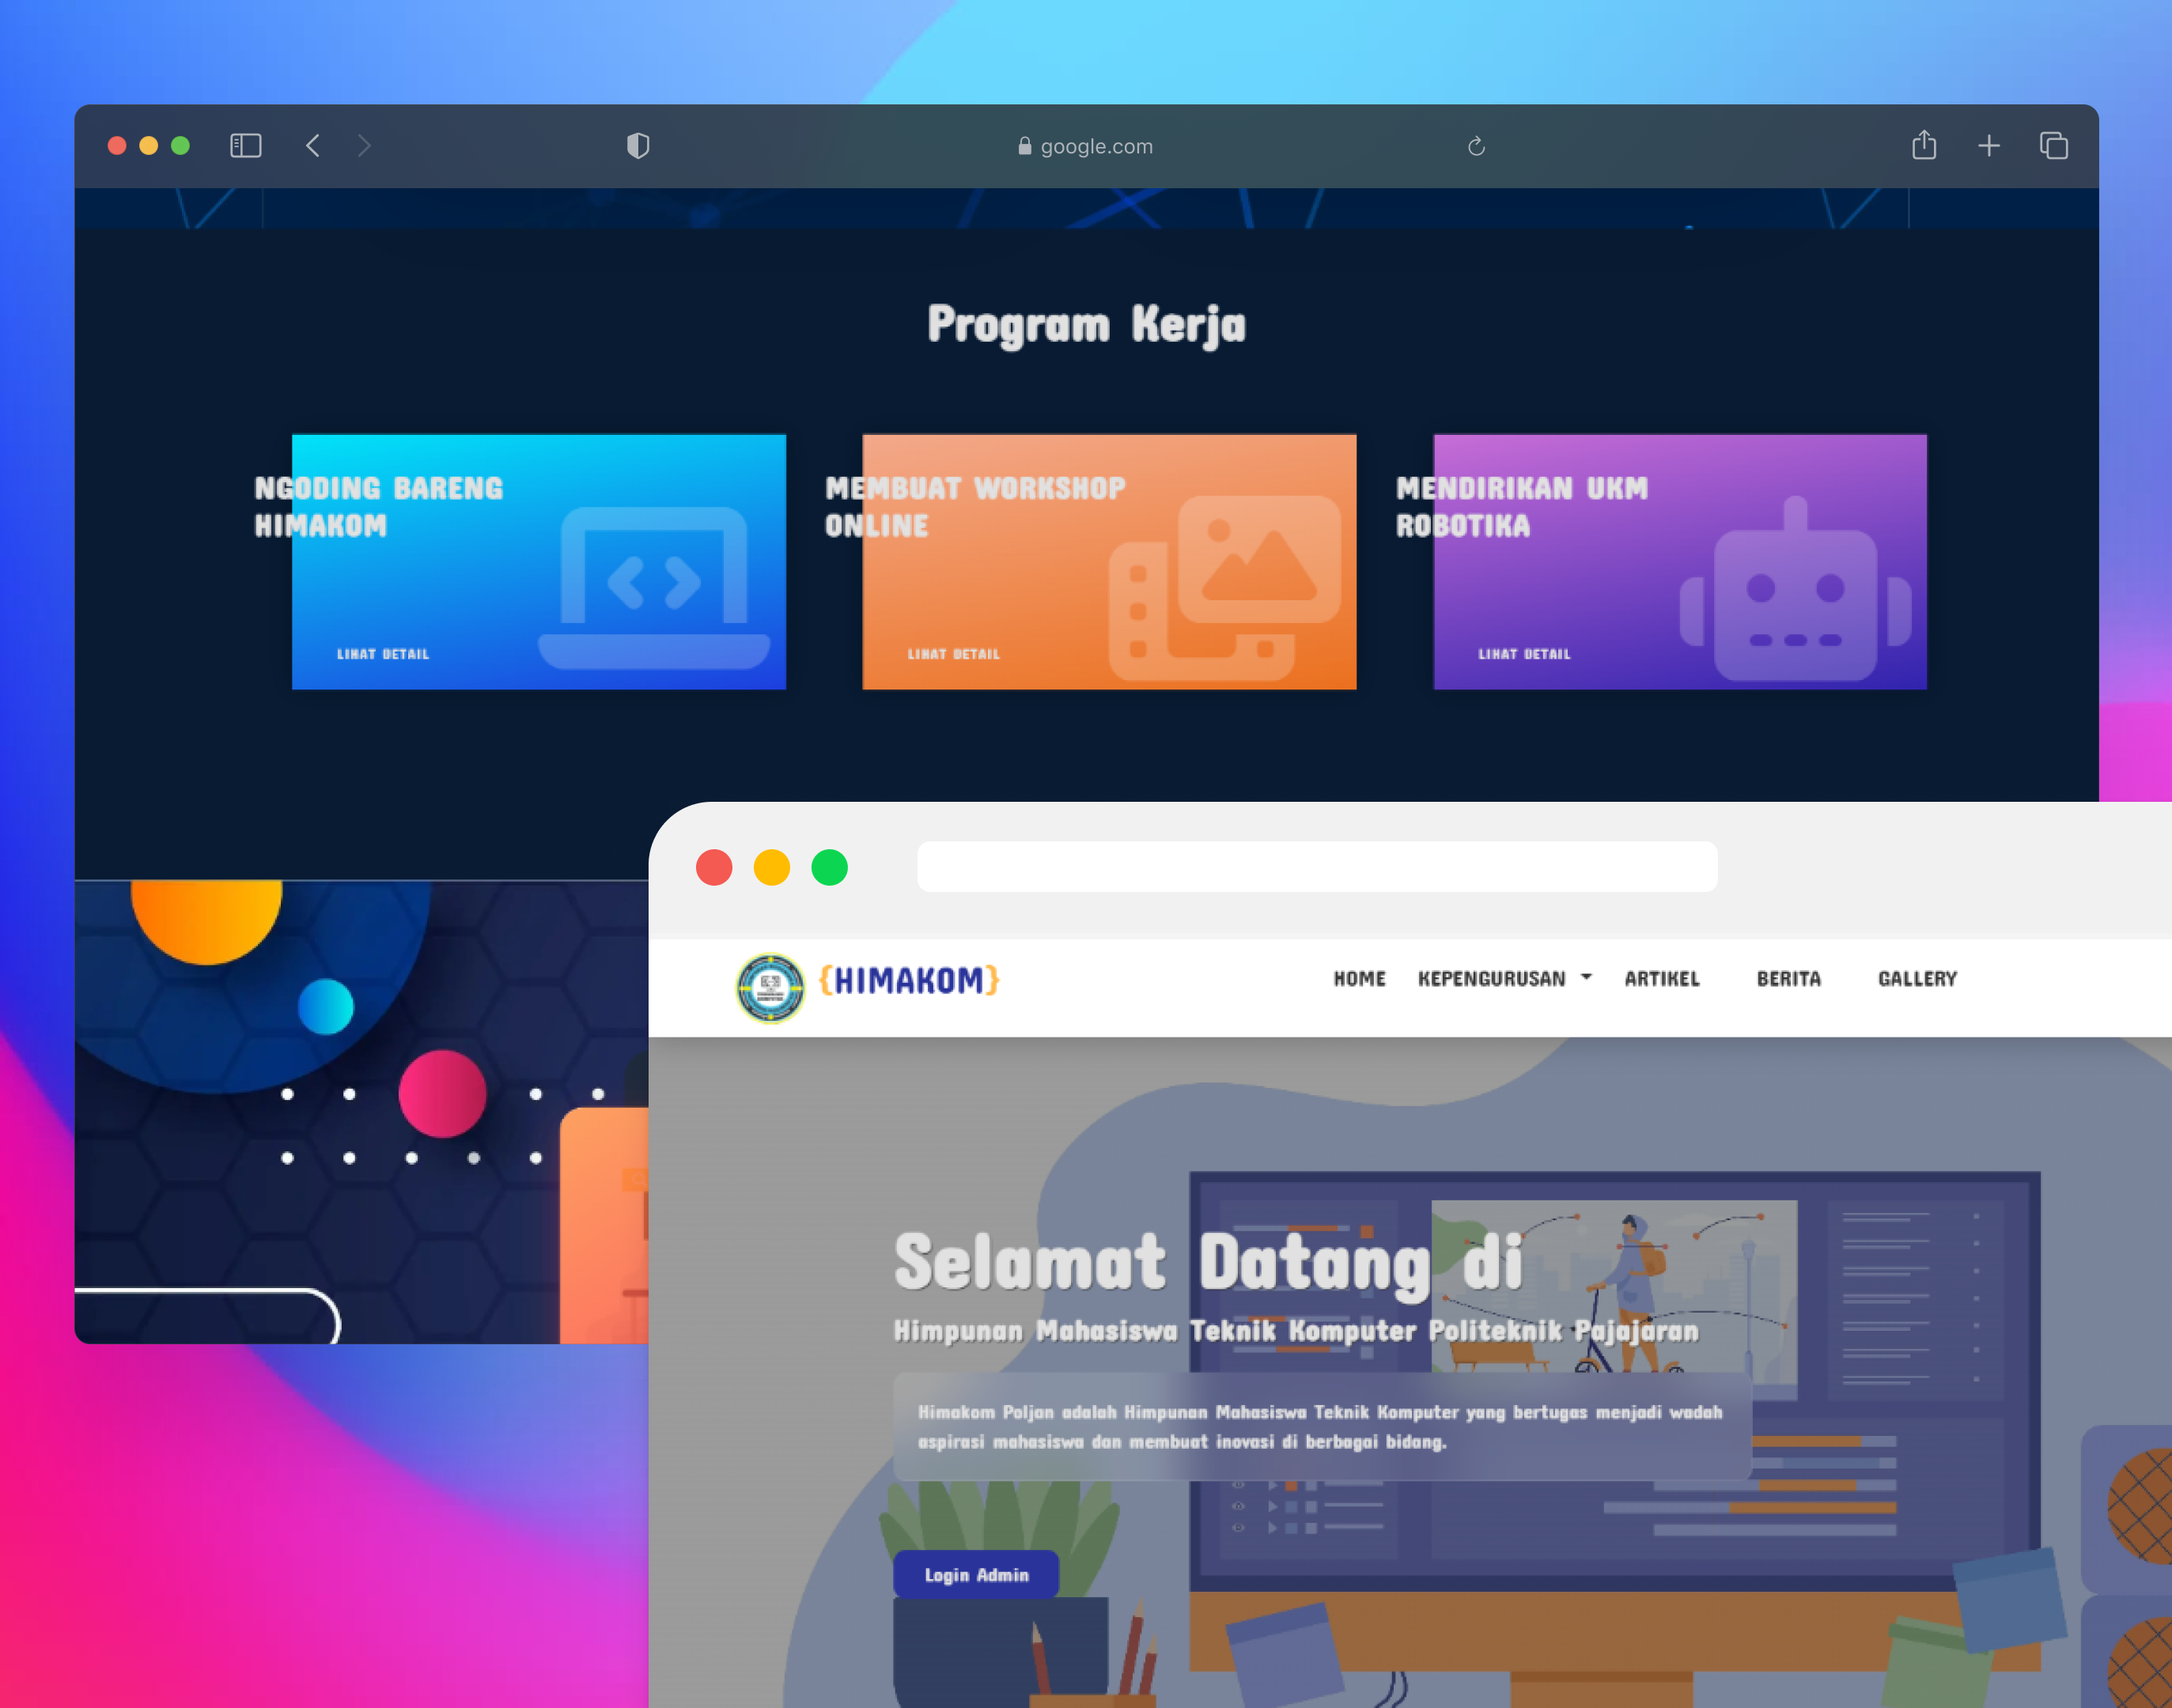 google.com
Program Kerja
NGODING BARENG
HIMAKOM
LIHAT DETAIL
MEMBUAT WORKSHOP
ONLINE
LIHAT DETAIL
MENDIRIKAN UKM
ROBOTIKA
LIHAT DETAIL
{HIMAKOM}
HOME KEPENGURUSAN ARTIKEL BERITA GALLERY
Selamat Datang di
Himpunan Mahasiswa Teknik Komputer Politeknik Pajajaran
Himakom Poljan adalah Himpunan Mahasiswa Teknik Komputer yang bertugas menjadi wadah
aspirasi mahasiswa dan membuat inovasi di berbagai bidang.
Login Admin